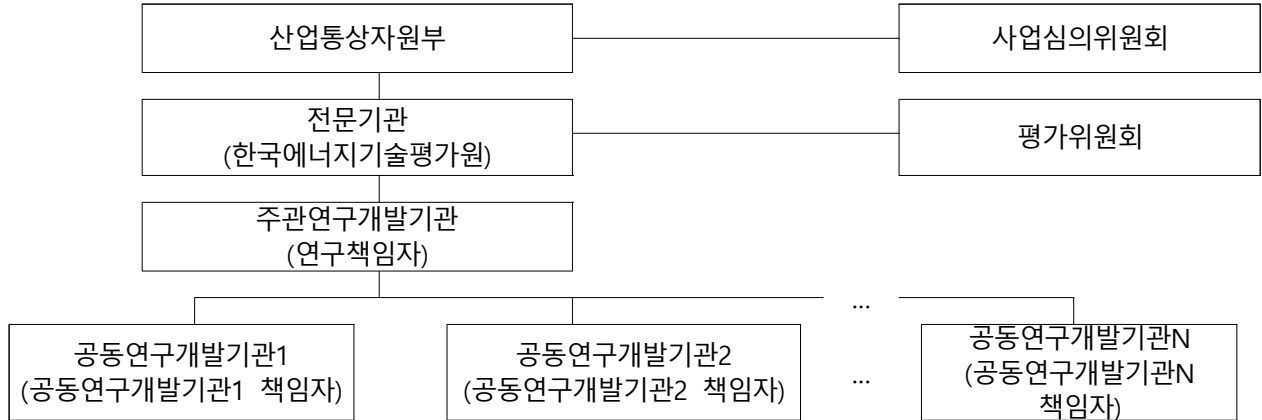 산업통상자원부
사업심의위원회
전문기관
(한국에너지기술평가원)
평가위원회
주관연구개발기관
(연구책임자)
...
공동연구개발기관1
(공동연구개발기관1 책임자)
공동연구개발기관2
(공동연구개발기관2 책임자)
...
공동연구개발기관N
(공동연구개발기관N
책임자)